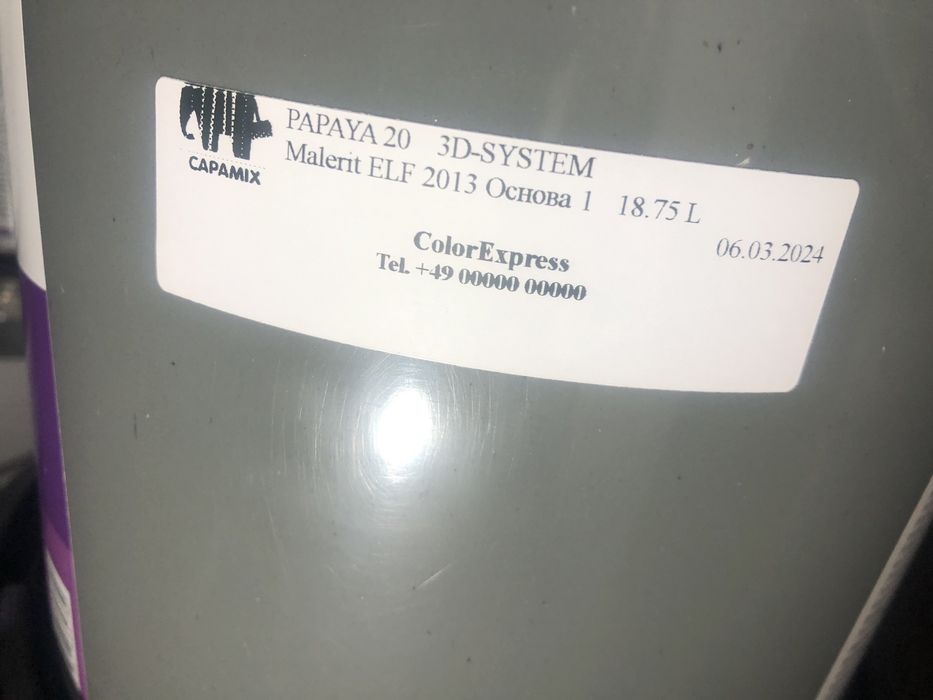 CAPAMIX
PAPAYA 20 3D-SYSTEM
Malerit ELF 2013 Основа 1 18.75 L
06.03.2024
ColorExpress
Tel. +49 00000 00000